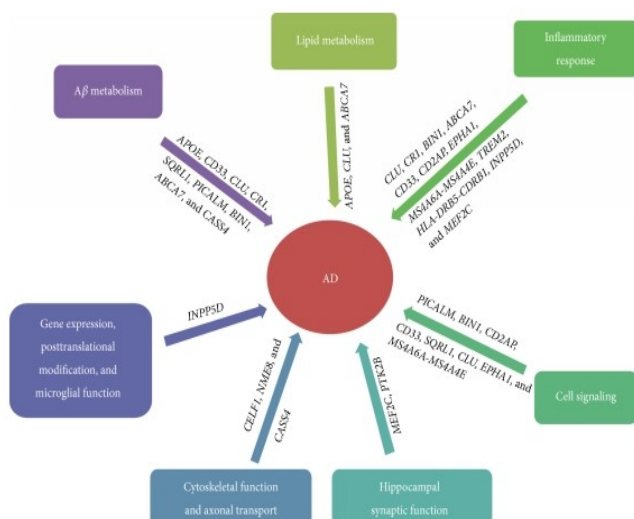 Lipid metabolism
Inflammatory
response
Aβ metabolism
APOE, CLU, and ABCA7
CLU, CR1, BIN1, ABCA7,
CD33, CD2AP, EPHA1,
MS4A6A-MS4A4E, TREM2,
HLA-DRB5-CDRB1, INPP5D,
and MEF2C
APOE, CD33, CLU, CR1,
SQRL1, PICALM, BIN1,
ABCA7, and CASS4
AD
INPP5D
Gene expression,
posttranslational
modification, and
microglial function
PICALM, BIN1, CD2AP,
CD33, SQRL1, CLU, EPHA1, and
MS4A6A-MS4A4E
Cell signaling
CELF1, NME8, and
CASS4
MEF2C, PTK2B
Cytoskeletal function
and axonal transport
Hippocampal
synaptic function